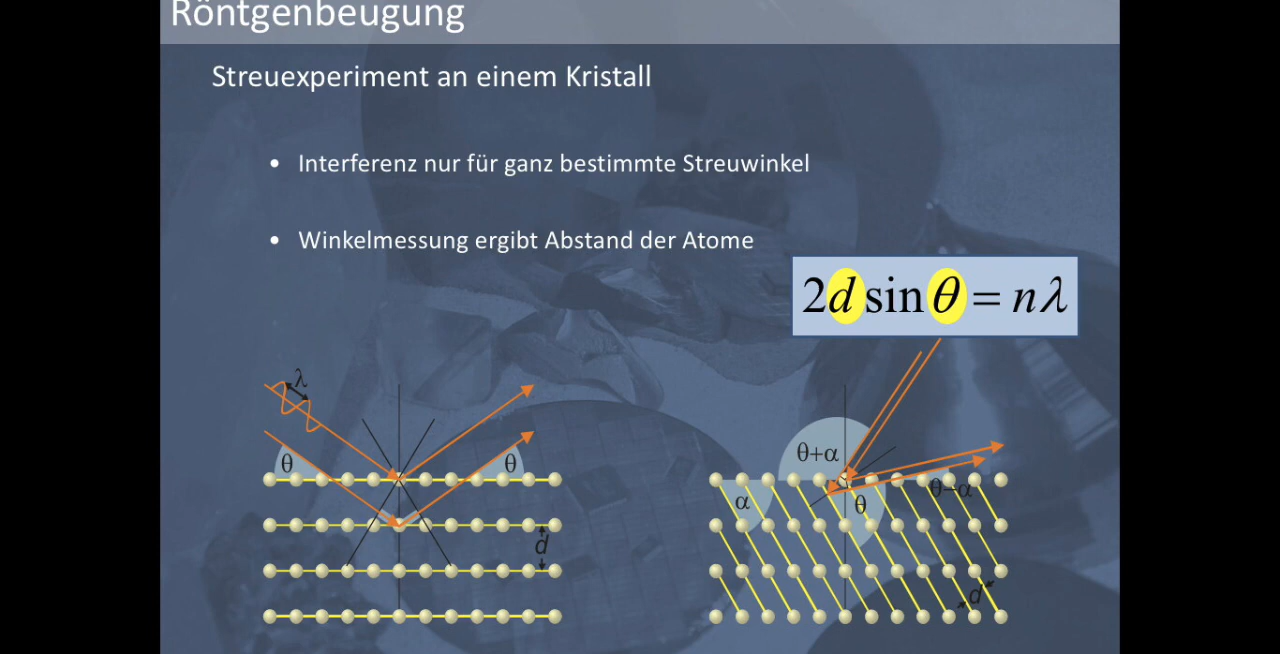 Röntgenbeugung
Streuexperiment an einem Kristall
• Interferenz nur für ganz bestimmte Streuwinkel
• Winkelmessung ergibt Abstand der Atome
2d sin θ = nλ
λ
θ
θ
d
θ+α
α
θ
θ-α
d